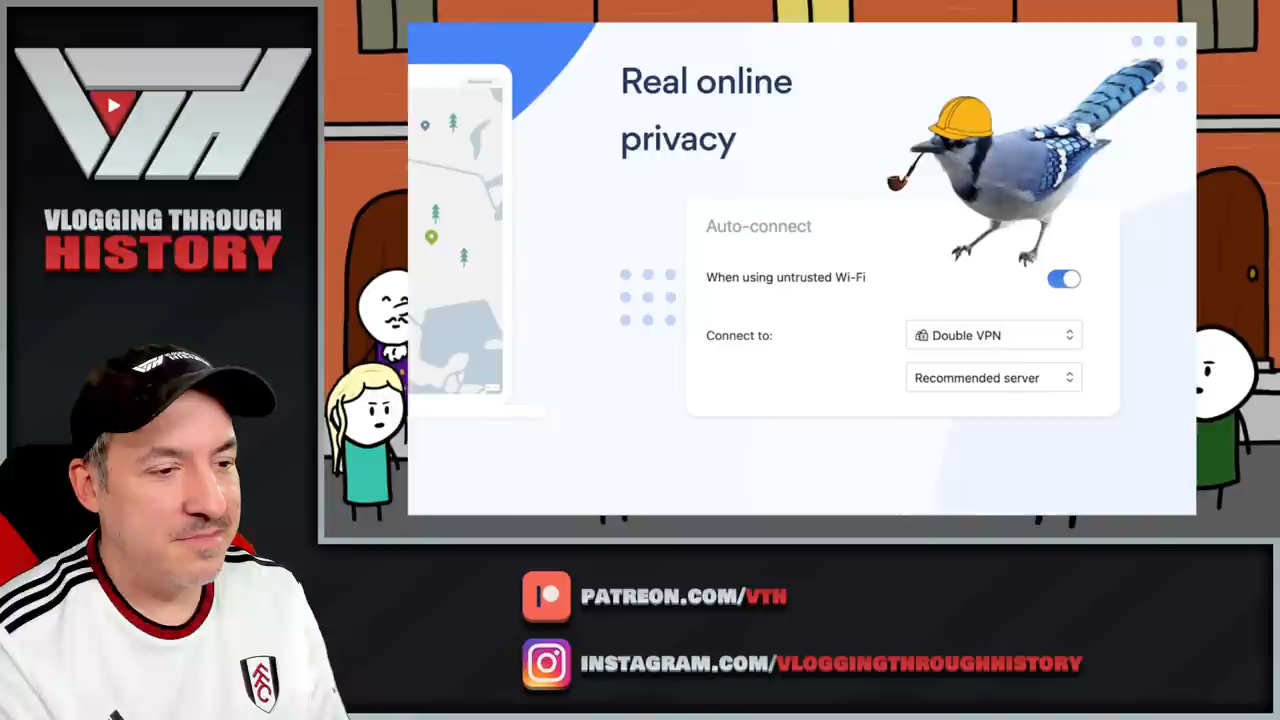 VTH
VLOGGING THROUGH
HISTORY
Real online
privacy
Auto-connect
When using untrusted Wi-Fi
Connect to:
Double VPN
Recommended server
PATREON.COM/VTH
INSTAGRAM.COM/VLOGGINGTHROUGHHISTORY